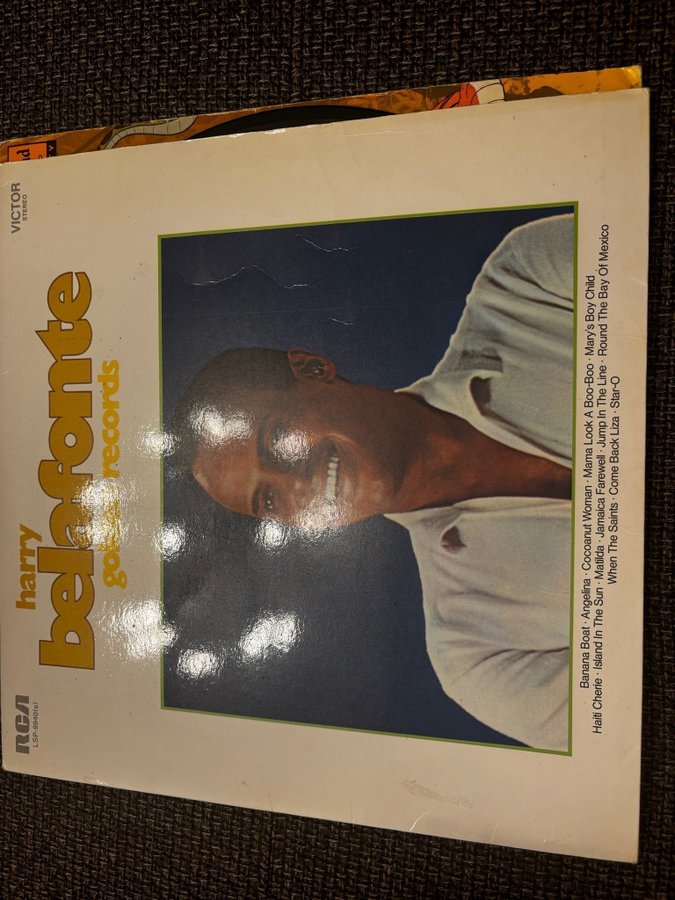 RCA
LSP-9940(e)
VICTOR
STEREO
harry
belafonte
records
Banana Boat · Angelina · Cocoanut Woman · Mama Look A Boo-Boo · Mary's Boy Child
Haiti Cherie · Island In The Sun · Matilda · Jamaica Farewell · Jump In The Line · Round The Bay Of Mexico
When The Saints · Come Back Liza · Star-O